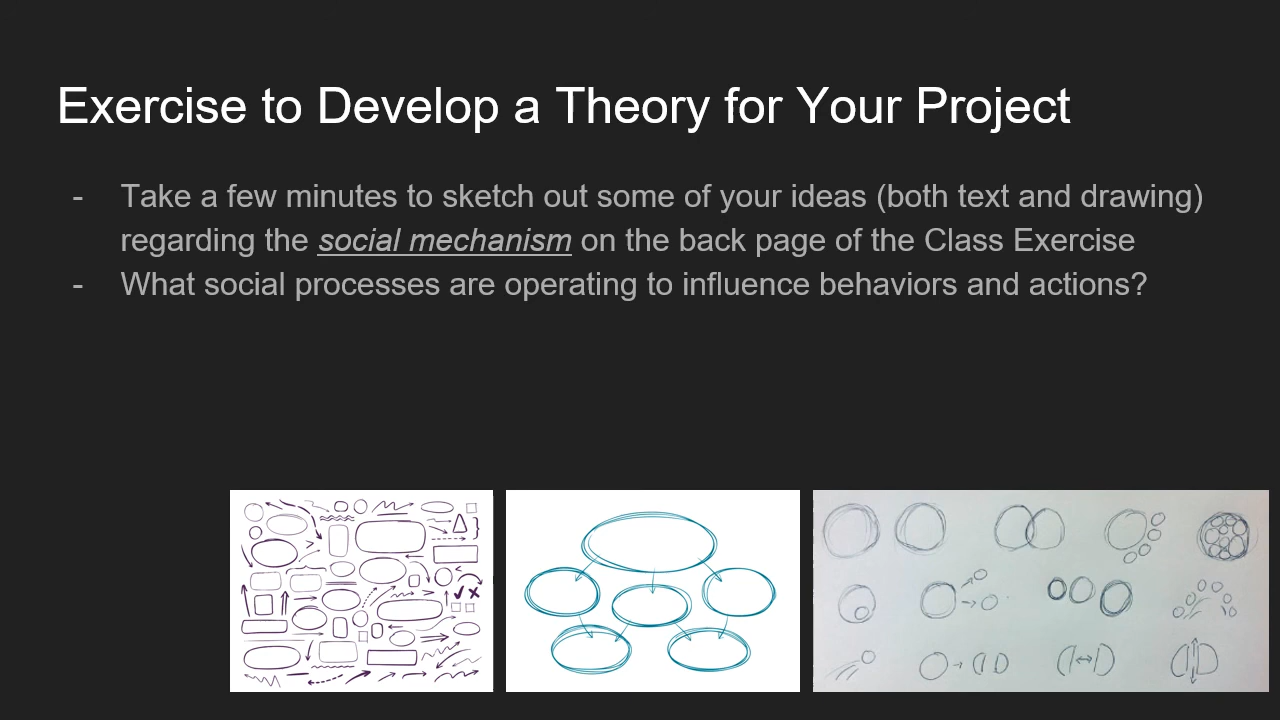 Exercise to Develop a Theory for Your Project
- Take a few minutes to sketch out some of your ideas (both text and drawing)
regarding the social mechanism on the back page of the Class Exercise
- What social processes are operating to influence behaviors and actions?